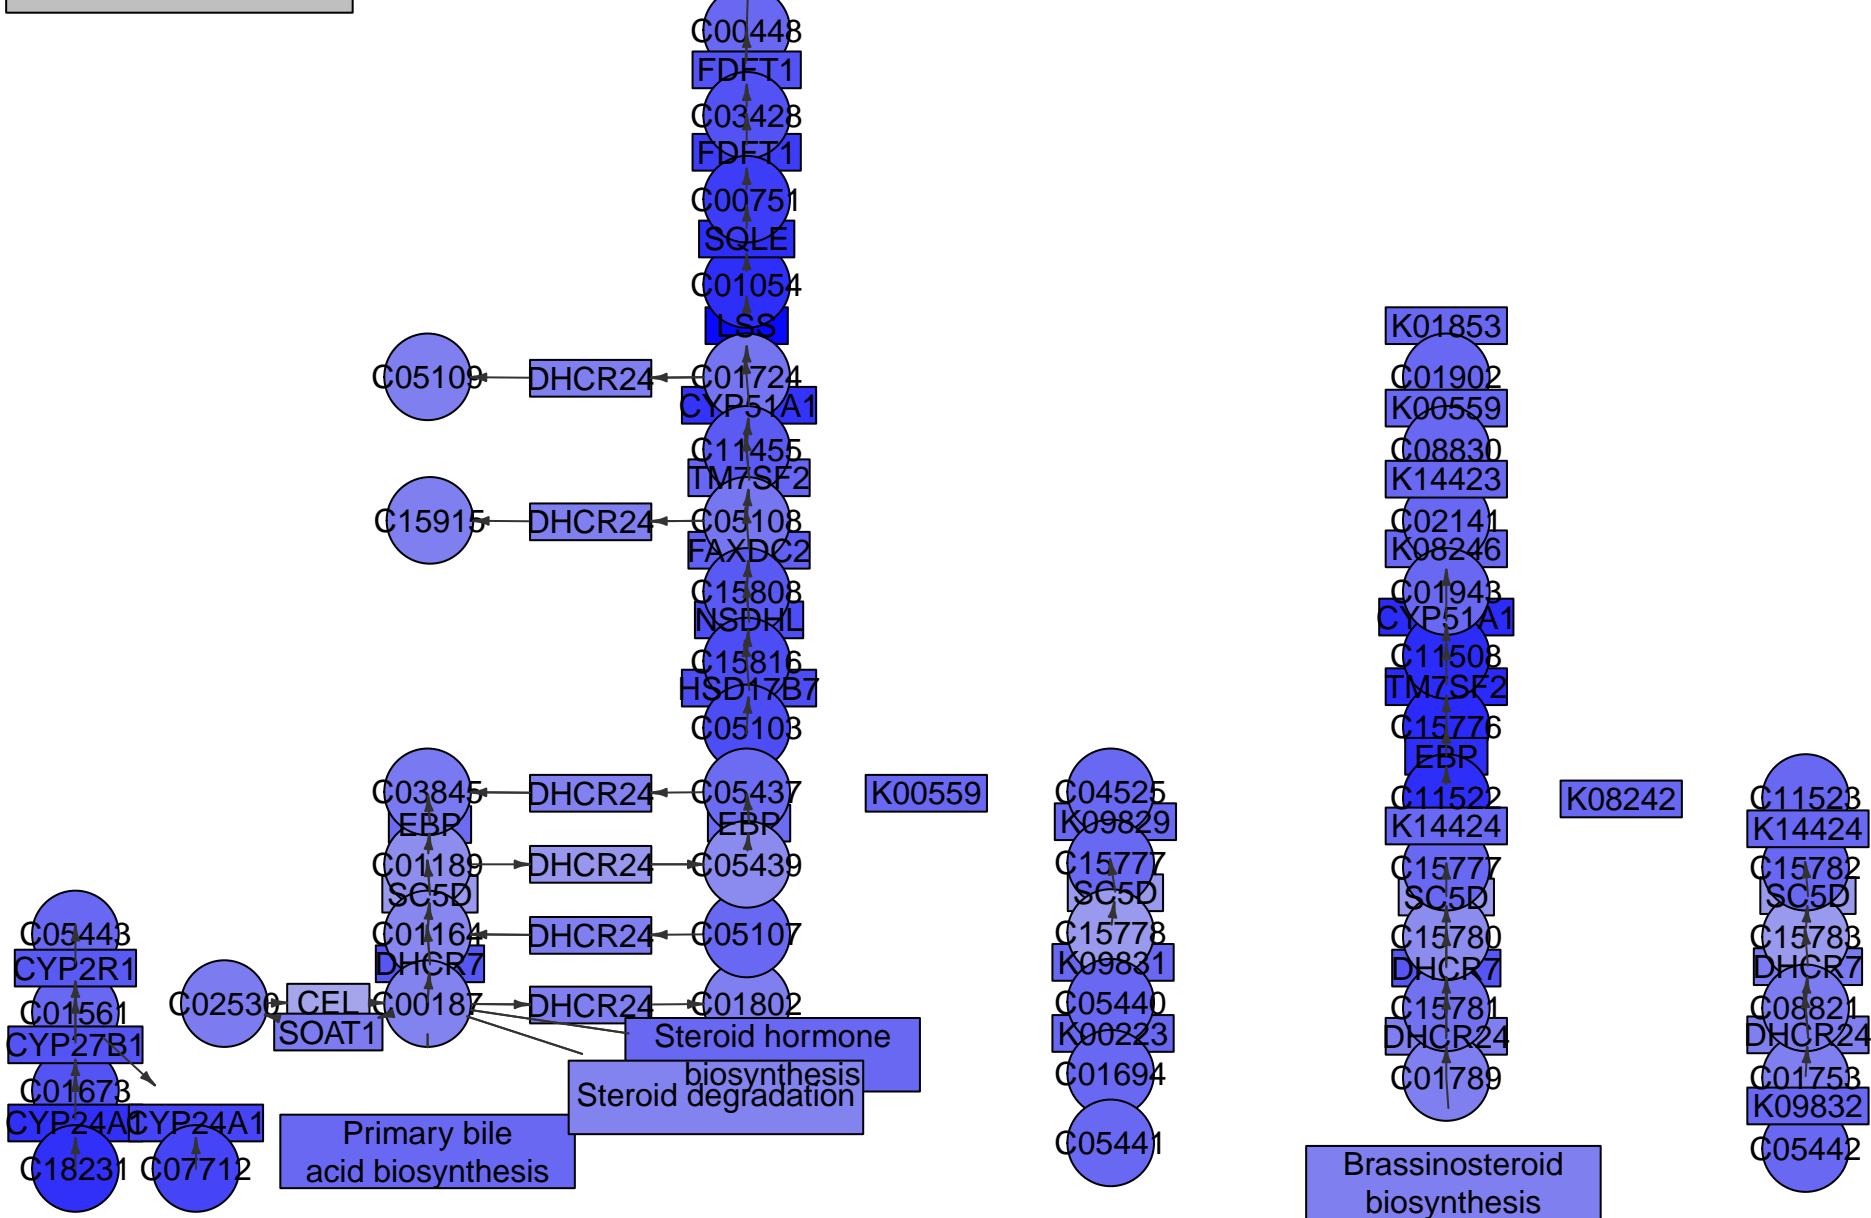 C00448
FDFT1
C03428
FDFT1
C00751
SQLE
C01054
LSS
C05109
DHCR24
C01724
CYP51A1
C11455
TM7SF2
C15915
DHCR24
C05108
FAXDC2
C15808
NSDHL
C15816
HSD17B7
C05103
C03845
DHCR24
C05437
EBP
EBP
C01189
DHCR24
C05439
SC5D
C01164
DHCR24
C05107
DHCR7
C02530
CEL
SOAT1
C00187
DHCR24
C01802
Steroid hormone
biosynthesis
Steroid degradation
Primary bile
acid biosynthesis
C05443
CYP2R1
C01561
CYP27B1
C01673
CYP24A1
CYP24A1
C18231
C07712
K00559
C04525
K09829
C15777
SC5D
C15778
K09831
C05440
K00223
C01694
C05441
K01853
C01902
K00559
C08830
K14423
C02141
K08246
C01943
CYP51A1
C11508
TM7SF2
C15776
EBP
C11522
K14424
C15777
SC5D
C15780
DHCR7
C15781
DHCR24
C01789
Brassinosteroid
biosynthesis
K08242
C11523
K14424
C15782
SC5D
C15783
DHCR7
C08821
DHCR24
C01753
K09832
C05442